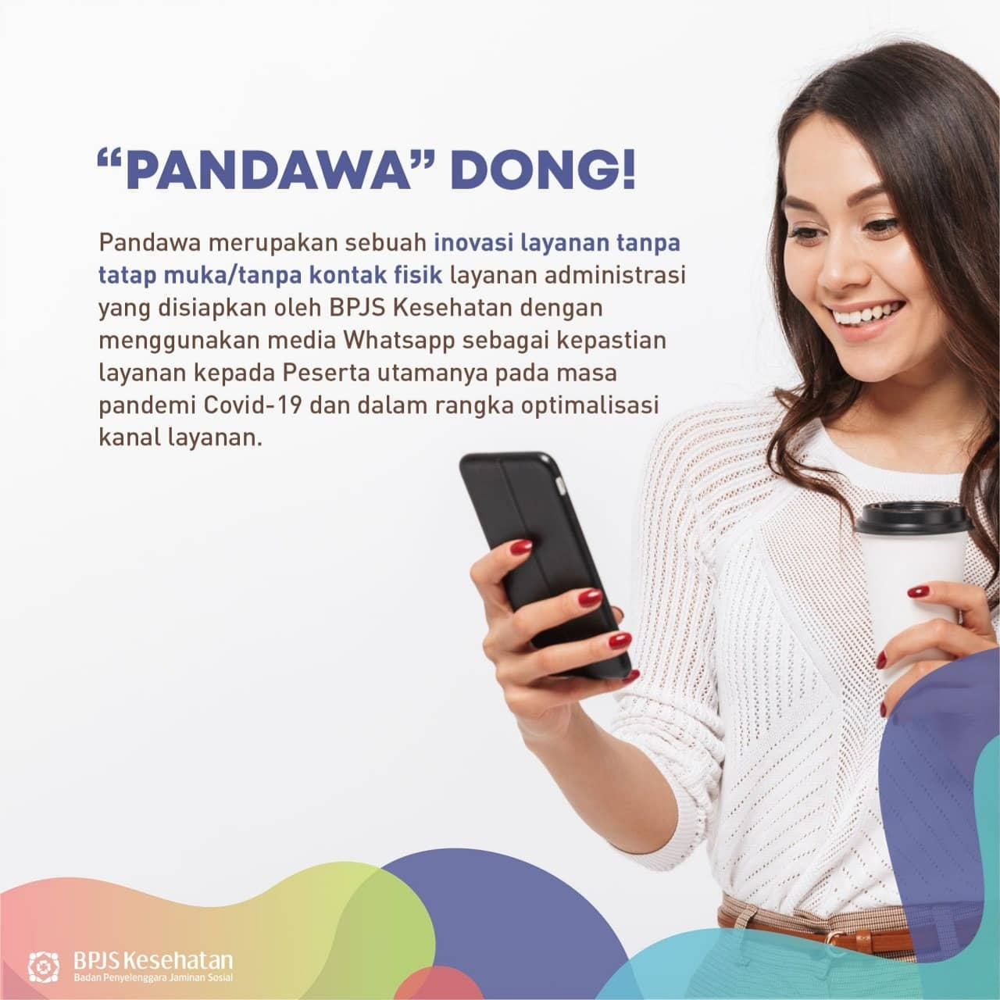 “PANDAWA” DONG!
Pandawa merupakan sebuah inovasi layanan tanpa
tatap muka/tanpa kontak fisik layanan administrasi
yang disiapkan oleh BPJS Kesehatan dengan
menggunakan media Whatsapp sebagai kepastian
layanan kepada Peserta utamanya pada masa
pandemi Covid-19 dan dalam rangka optimalisasi
kanal layanan.
BPJS Kesehatan
Badan Penyelenggara Jaminan Sosial